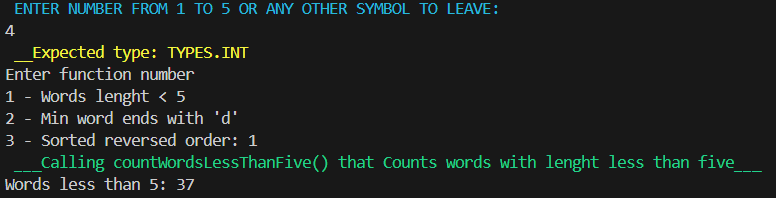 ENTER NUMBER FROM 1 TO 5 OR ANY OTHER SYMBOL TO LEAVE:
4
__Expected type: TYPES.INT
Enter function number
1 - Words lenght < 5
2 - Min word ends with 'd'
3 - Sorted reversed order: 1
___Calling countWordsLessThanFive() that Counts words with lenght less than five___
Words less than 5: 37